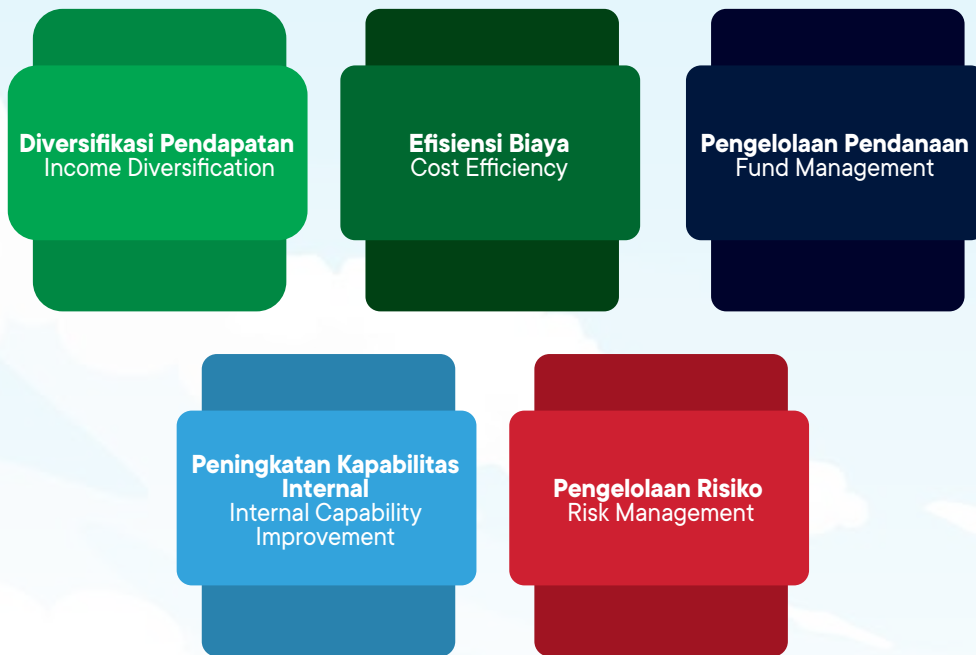 Diversifikasi Pendapatan
Income Diversification
Efisiensi Biaya
Cost Efficiency
Pengelolaan Pendanaan
Fund Management
Peningkatan Kapabilitas
Internal
Internal Capability
Improvement
Pengelolaan Risiko
Risk Management